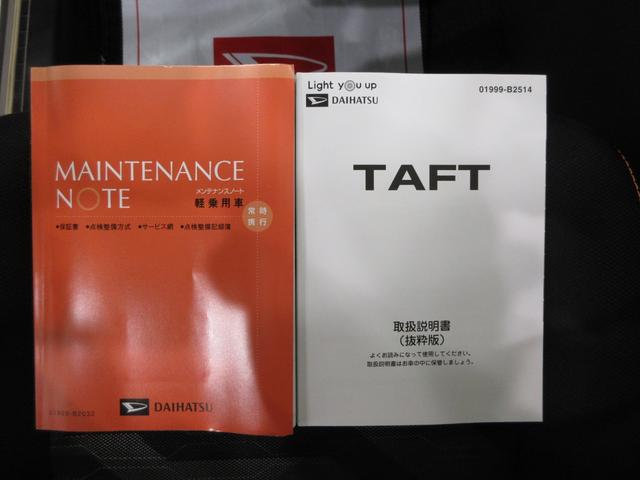 MAINTENANCE
NOTE
メンテナンスノート
軽乗用車
常時
携行
●保証書 ●点検整備方式 ●サービス網 ●点検整備記録簿
DAIHATSU
Light you up
DAIHATSU
01999-B2514
TAFT
取扱説明書
（抜粋版）
よくお読みになって使用してください。
取扱説明書はお車の中に保管しましょう。